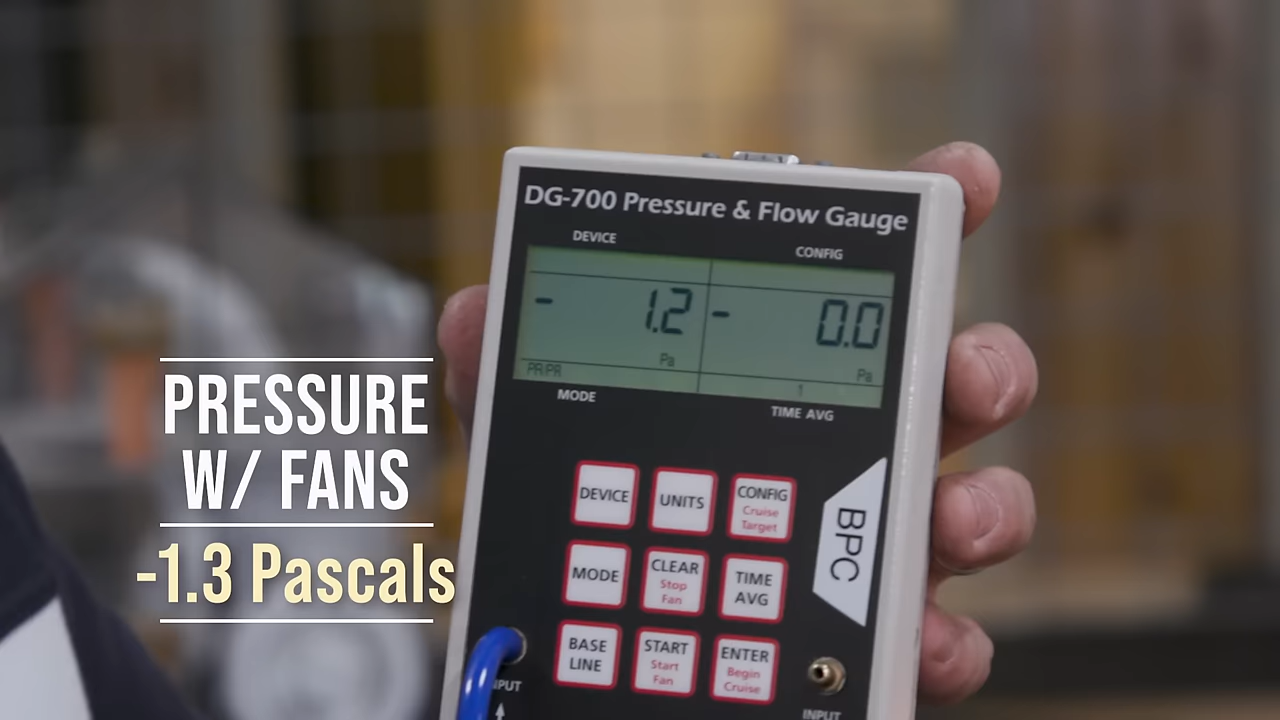 DG-700 Pressure & Flow Gauge
DEVICE CONFIG
- 1.2 - 0.0
Pa Pa
PR/PR 1
MODE TIME AVG
PRESSURE
W/ FANS
-1.3 Pascals
DEVICE UNITS CONFIG
Cruise
Target
MODE CLEAR TIME
Stop AVG
Fan
BPC
BASE START ENTER
LINE Start Begin
Fan Cruise
INPUT